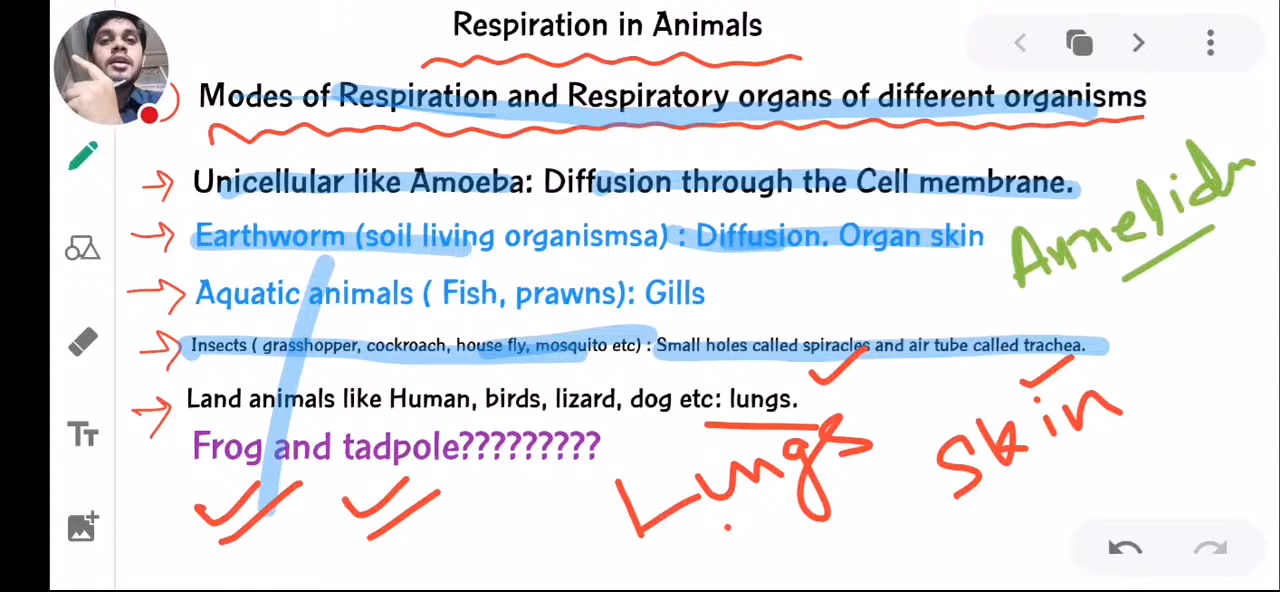 Respiration in Animals
Modes of Respiration and Respiratory organs of different organisms
Unicellular like Amoeba: Diffusion through the Cell membrane.
Earthworm (soil living organismsa) : Diffusion. Organ skin
Annelida
Aquatic animals ( Fish, prawns): Gills
Insects ( grasshopper, cockroach, house fly, mosquito etc) : Small holes called spiracles and air tube called trachea.
Land animals like Human, birds, lizard, dog etc: lungs.
Frog and tadpole?????????
Lungs skin
Tт